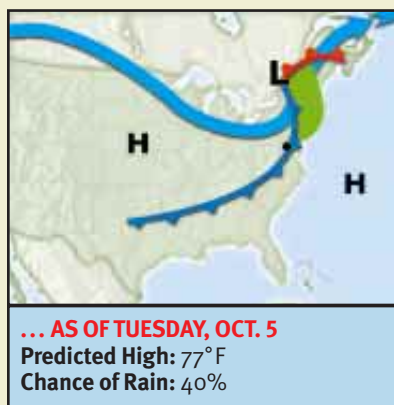 L
H
H
... AS OF TUESDAY, OCT. 5
Predicted High: 77°F
Chance of Rain: 40%